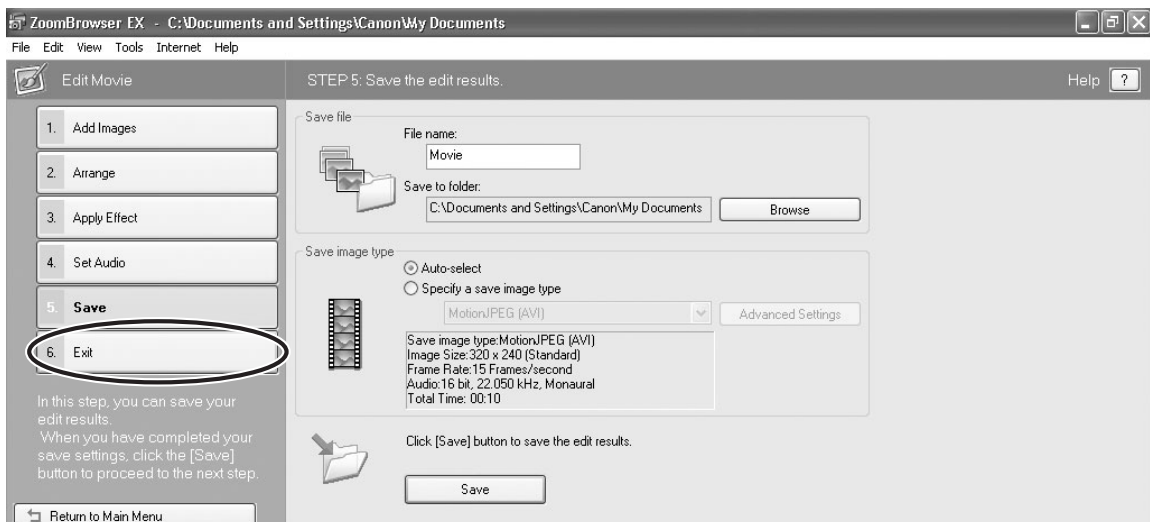 ZoomBrowser EX - C:\Documents and Settings\Canon\My Documents
File Edit View Tools Internet Help
Edit Movie
STEP 5: Save the edit results.
Help ?
1. Add Images
2. Arrange
3. Apply Effect
4. Set Audio
5. Save
6. Exit
In this step, you can save your
edit results.
When you have completed your
save settings, click the [Save]
button to proceed to the next step.
Return to Main Menu
Save file
File name:
Movie
Save to folder:
C:\Documents and Settings\Canon\My Documents
Browse
Save image type
Auto-select
Specify a save image type
MotionJPEG (AVI)
Advanced Settings
Save image type:MotionJPEG (AVI)
Image Size:320 x 240 (Standard)
Frame Rate:15 Frames/second
Audio:16 bit, 22.050 kHz, Monaural
Total Time: 00:10
Click [Save] button to save the edit results.
Save